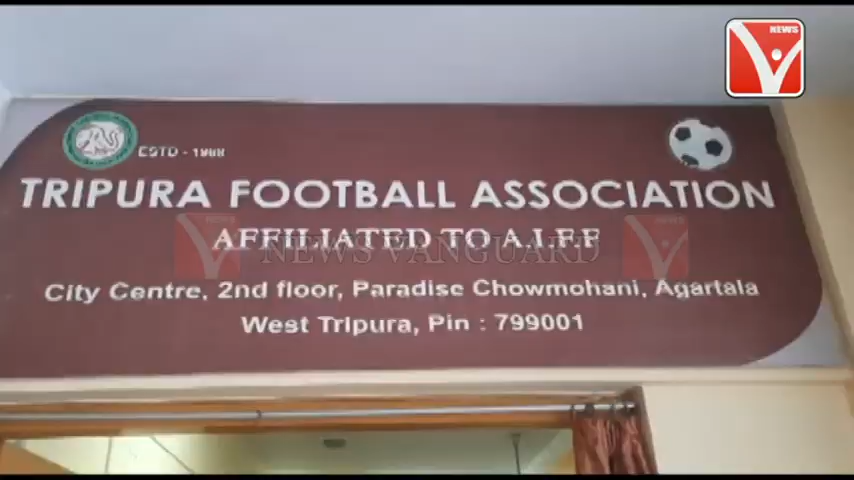 NEWS
ESTD - 1968
TRIPURA FOOTBALL ASSOCIATION
AFFILIATED TO A.I.F.F
NEWS VANGUARD
City Centre, 2nd floor, Paradise Chowmohani, Agartala
West Tripura, Pin : 799001